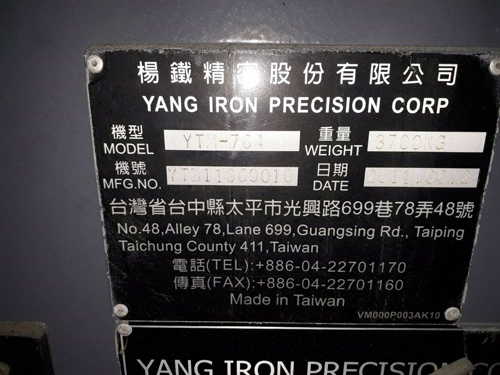 楊鐵精密股份有限公司
YANG IRON PRECISION CORP
機型 MODEL YTM-764 重量 WEIGHT 3700KG
機號 MFG.NO. 日期 DATE
台灣省台中縣太平市光興路699巷78弄48號
No.48,Alley 78,Lane 699,Guangsing Rd., Taiping
Taichung County 411,Taiwan
電話(TEL):+886-04-22701170
傳真(FAX):+886-04-22701160
Made in Taiwan
VM000P003AK10
YANG IRON PRECISION CO